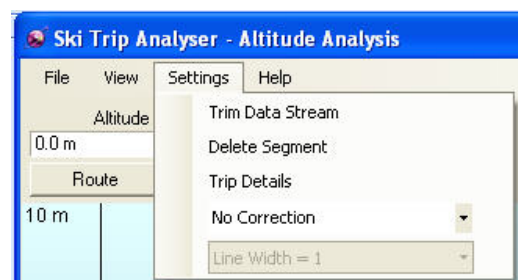 Ski Trip Analyser - Altitude Analysis
File View Settings Help
Altitude
0.0 m
Route
10 m
Trim Data Stream
Delete Segment
Trip Details
No Correction
Line Width = 1